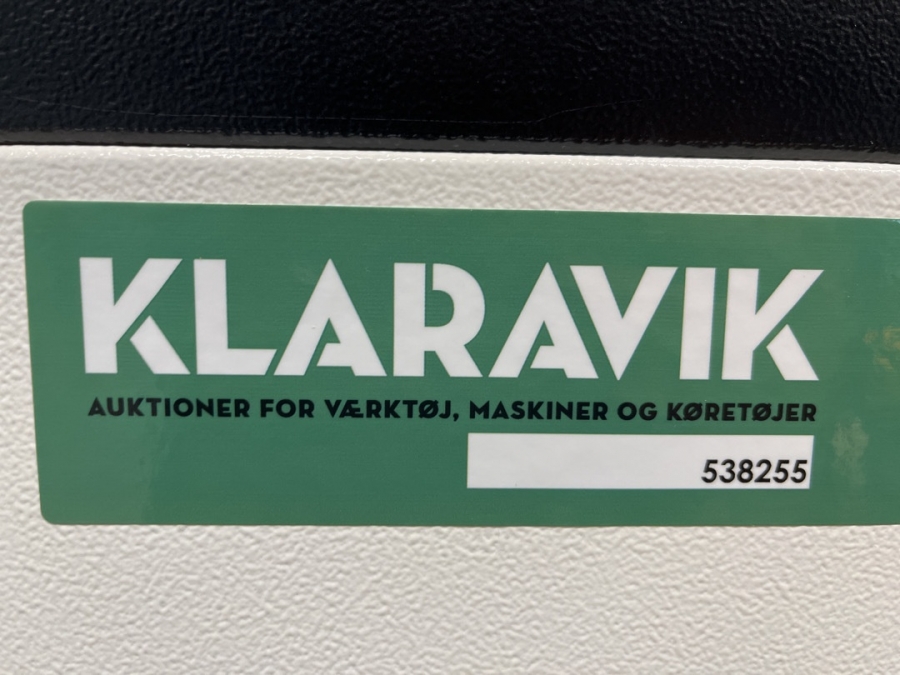 KLARAVIK
AUKTIONER FOR VÆRKTØJ, MASKINER OG KØRETØJER
538255